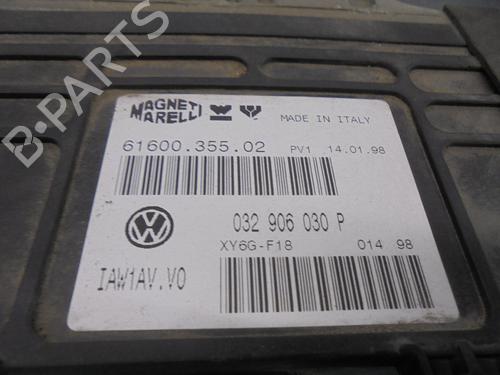 B-PARTS
MAGNETI
MARELLI
MADE IN ITALY
61600.355.02 PV1 14.01.98
032 906 030 P
XY6G-F18 014 98
IAW1AV.V0